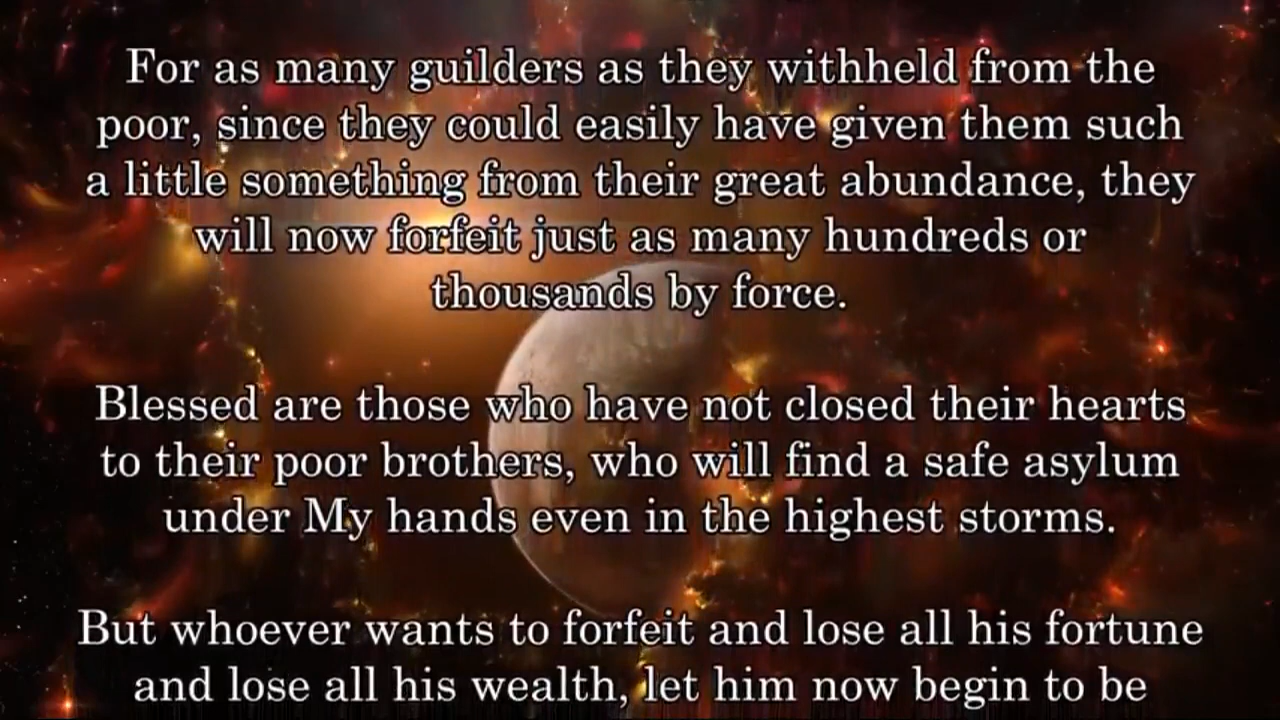 For as many guilders as they withheld from the
poor, since they could easily have given them such
a little something from their great abundance, they
will now forfeit just as many hundreds or
thousands by force.
Blessed are those who have not closed their hearts
to their poor brothers, who will find a safe asylum
under My hands even in the highest storms.
But whoever wants to forfeit and lose all his fortune
and lose all his wealth, let him now begin to be